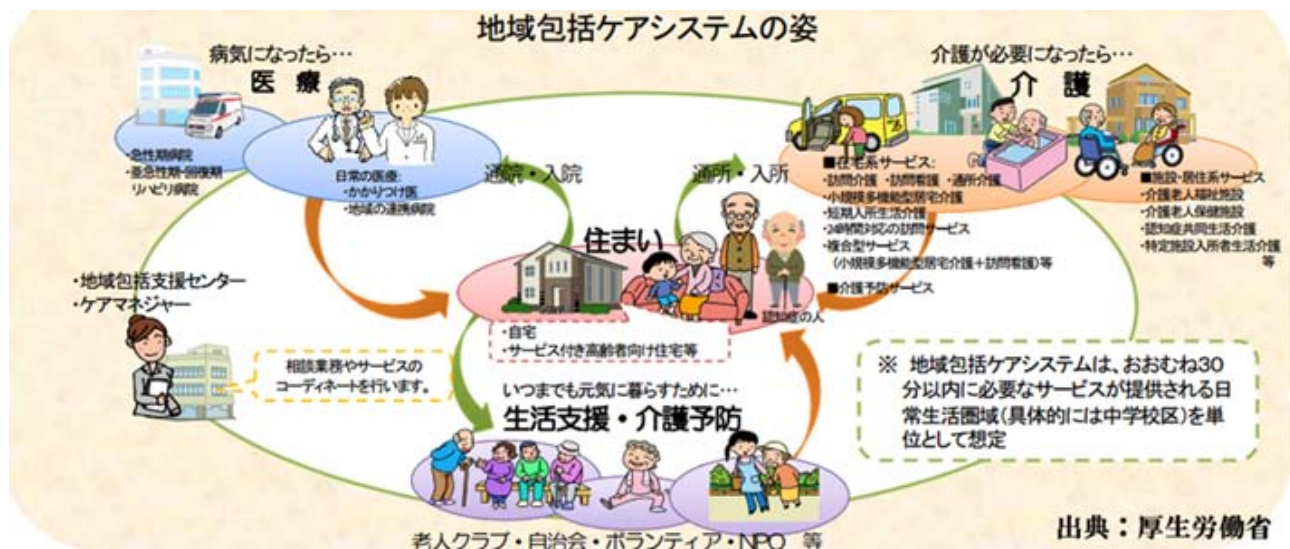 地域包括ケアシステムの姿
病気になったら…
医 療
・急性期病院
・亜急性期・回復期
リハビリ病院
日常の医療:
・かかりつけ医
・地域の連携病院
通院・入院
通所・入所
介護が必要になったら…
介 護
■在宅系サービス:
・訪問介護 ・訪問看護 ・通所介護
・小規模多機能型居宅介護
・短期入所生活介護
・24時間対応の訪問サービス
・複合型サービス
(小規模多機能型居宅介護+訪問看護)等
■介護予防サービス
■施設・居住系サービス
・介護老人福祉施設
・介護老人保健施設
・認知症共同生活介護
・特定施設入所者生活介護
等
住まい
認知症の人
・自宅
・サービス付き高齢者向け住宅等
・地域包括支援センター
・ケアマネジャー
相談業務やサービスの
コーディネートを行います。
いつまでも元気に暮らすために…
生活支援・介護予防
老人クラブ・自治会・ボランティア・NPO 等
※ 地域包括ケアシステムは、おおむね30
分以内に必要なサービスが提供される日
常生活圏域(具体的には中学校区)を単
位として想定
出典:厚生労働省